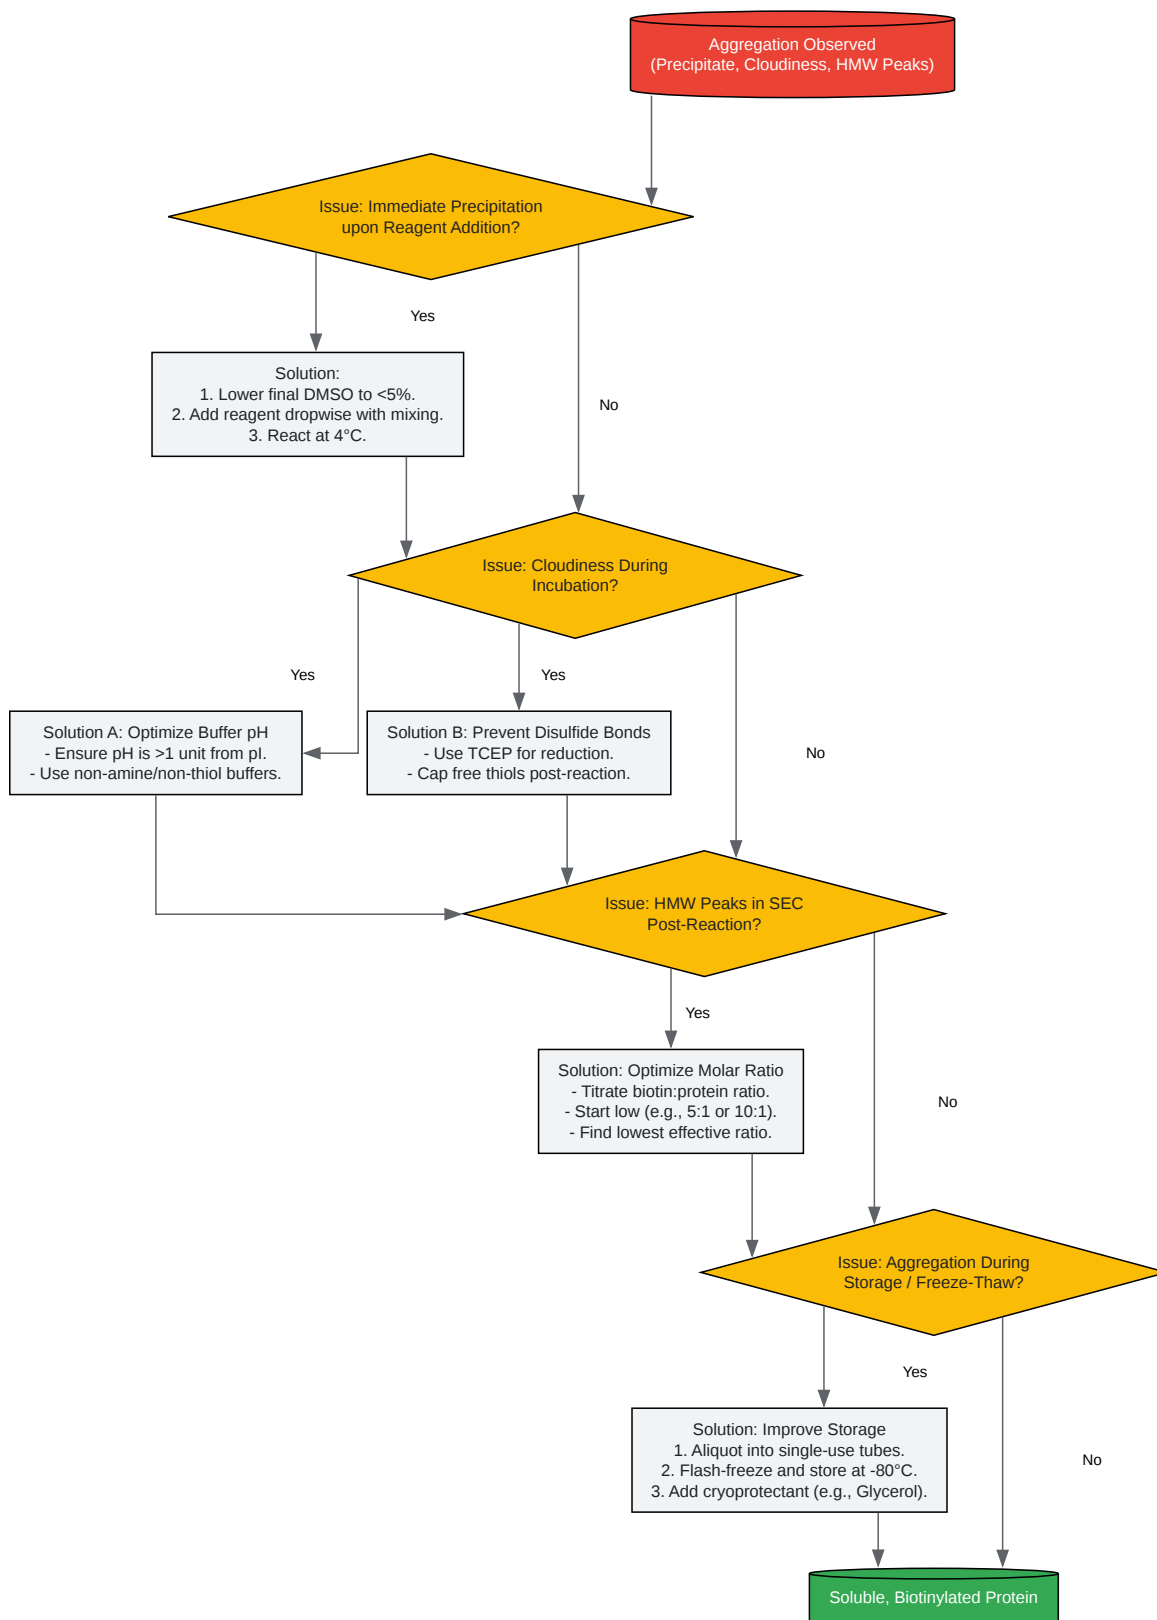 Aggregation Observed
(Precipitate, Cloudiness, HMW Peaks)
Issue: Immediate Precipitation
upon Reagent Addition?
Yes
Solution:
1. Lower final DMSO to <5%.
2. Add reagent dropwise with mixing.
3. React at 4°C.
No
Issue: Cloudiness During
Incubation?
Yes
Yes
Solution A: Optimize Buffer pH
- Ensure pH is >1 unit from pI.
- Use non-amine/non-thiol buffers.
Solution B: Prevent Disulfide Bonds
- Use TCEP for reduction.
- Cap free thiols post-reaction.
No
Issue: HMW Peaks in SEC
Post-Reaction?
Yes
Solution: Optimize Molar Ratio
- Titrate biotin:protein ratio.
- Start low (e.g., 5:1 or 10:1).
- Find lowest effective ratio.
No
Issue: Aggregation During
Storage / Freeze-Thaw?
Yes
Solution: Improve Storage
1. Aliquot into single-use tubes.
2. Flash-freeze and store at -80°C.
3. Add cryoprotectant (e.g., Glycerol).
No
Soluble, Biotinylated Protein